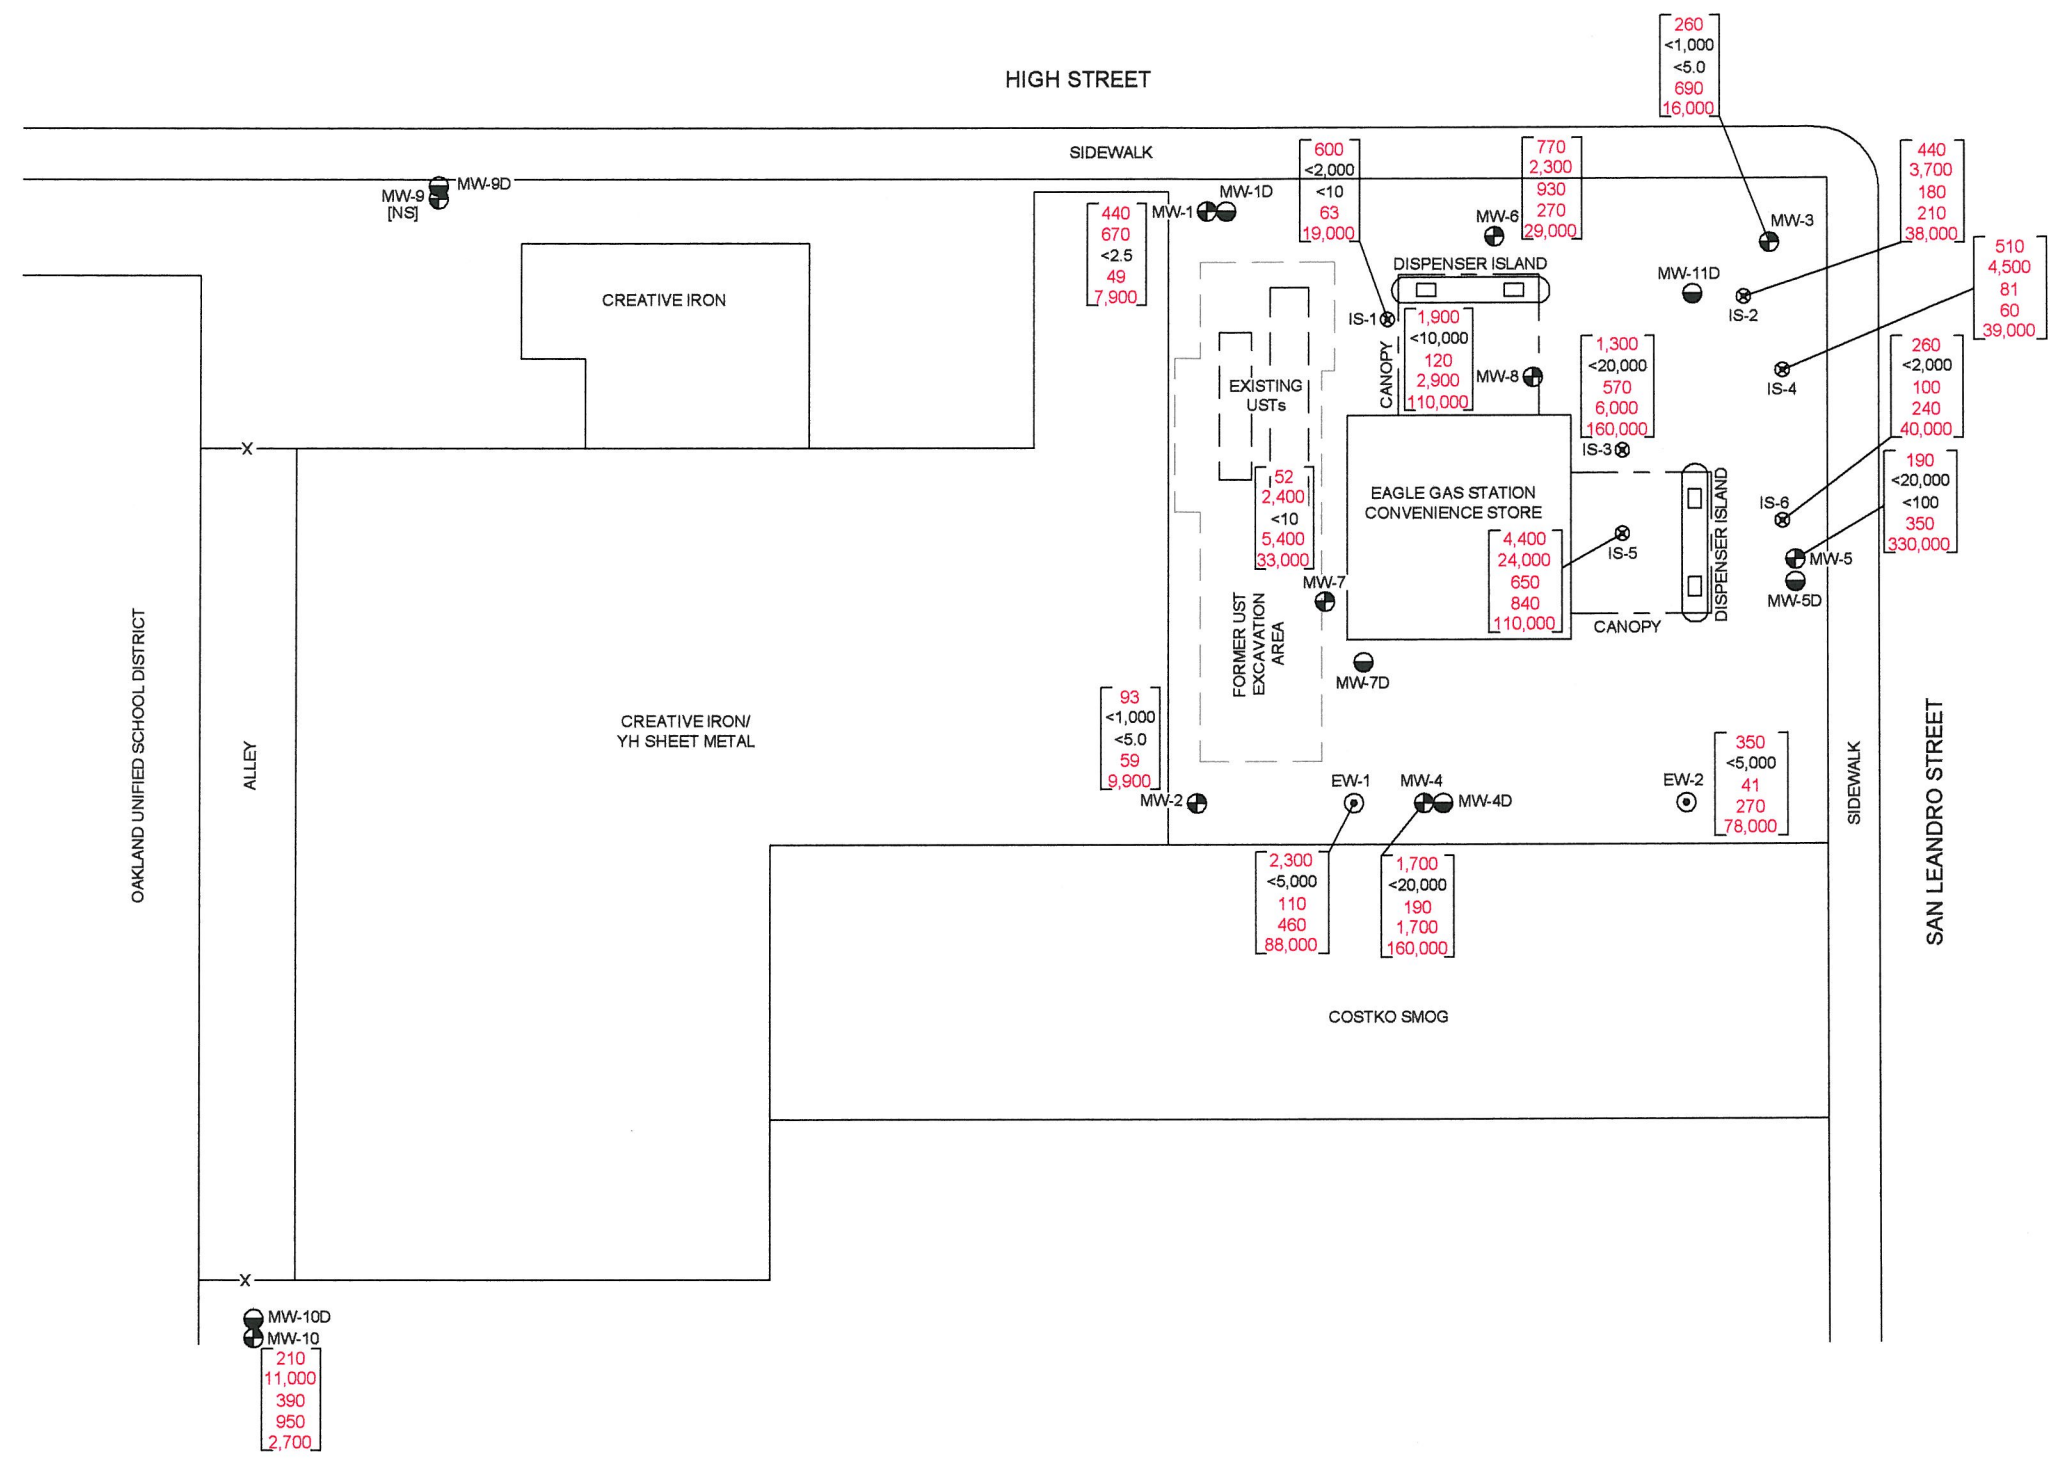 HIGH STREET
SIDEWALK
260
<1,000
<5.0
690
16,000
MW-3
MW-9D
MW-9
[NS]
440
670
<2.5
49
7,900
MW-1
MW-1D
600
<2,000
<10
63
19,000
IS-1
770
2,300
930
270
29,000
MW-6
DISPENSER ISLAND
MW-11D
440
3,700
180
210
38,000
IS-2
510
4,500
81
60
39,000
IS-4
CREATIVE IRON
EXISTING
USTs
CANOPY
1,900
<10,000
120
2,900
110,000
MW-8
1,300
<20,000
570
6,000
160,000
IS-3
260
<2,000
100
240
40,000
IS-6
X
52
2,400
<10
5,400
33,000
MW-7
EAGLE GAS STATION
CONVENIENCE STORE
4,400
24,000
650
840
110,000
IS-5
DISPENSER ISLAND
CANOPY
190
<20,000
<100
350
330,000
MW-5
MW-5D
FORMER UST
EXCAVATION
AREA
MW-7D
OAKLAND UNIFIED SCHOOL DISTRICT
ALLEY
CREATIVE IRON/
YH SHEET METAL
93
<1,000
<5.0
59
9,900
MW-2
EW-1
MW-4
MW-4D
EW-2
350
<5,000
41
270
78,000
SIDEWALK
SAN LEANDRO STREET
2,300
<5,000
110
460
88,000
1,700
<20,000
190
1,700
160,000
COSTKO SMOG
X
MW-10D
MW-10
210
11,000
390
950
2,700